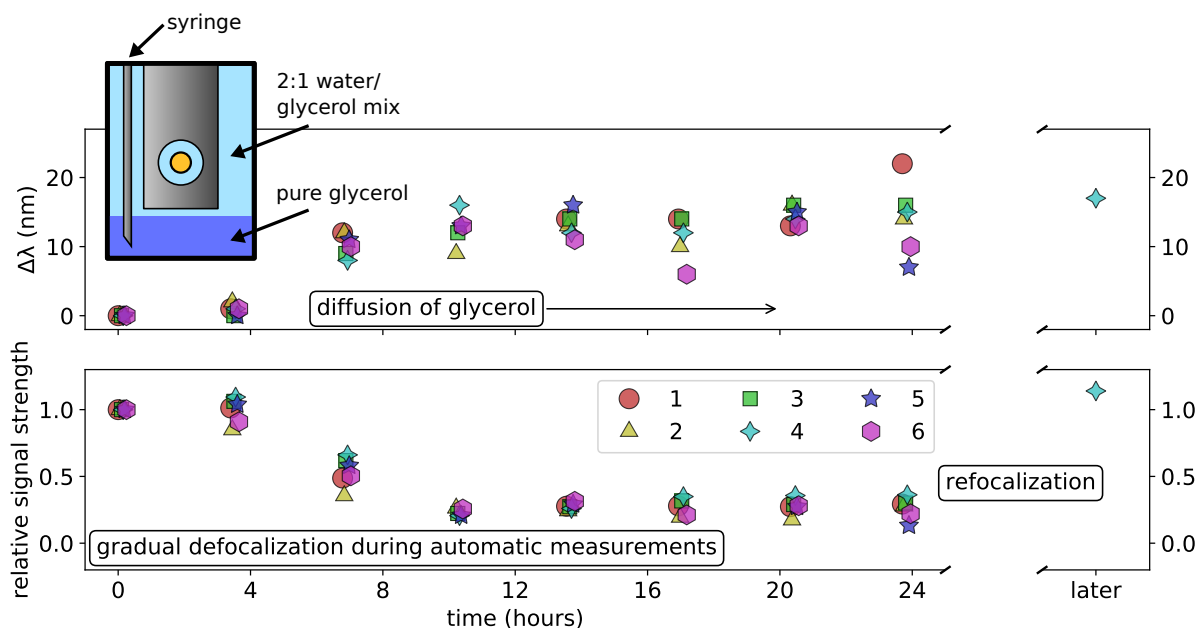 syringe
2:1 water/
glycerol mix
pure glycerol
Δλ (nm)
20
10
0
20
10
0
diffusion of glycerol
relative signal strength
1.0
0.5
0.0
1.0
0.5
0.0
1 3 5
2 4 6
refocalization
gradual defocalization during automatic measurements
0 4 8 12 16 20 24 later
time (hours)